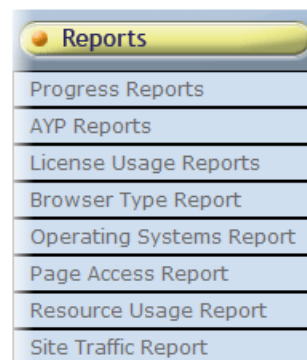 Reports
Progress Reports
AYP Reports
License Usage Reports
Browser Type Report
Operating Systems Report
Page Access Report
Resource Usage Report
Site Traffic Report